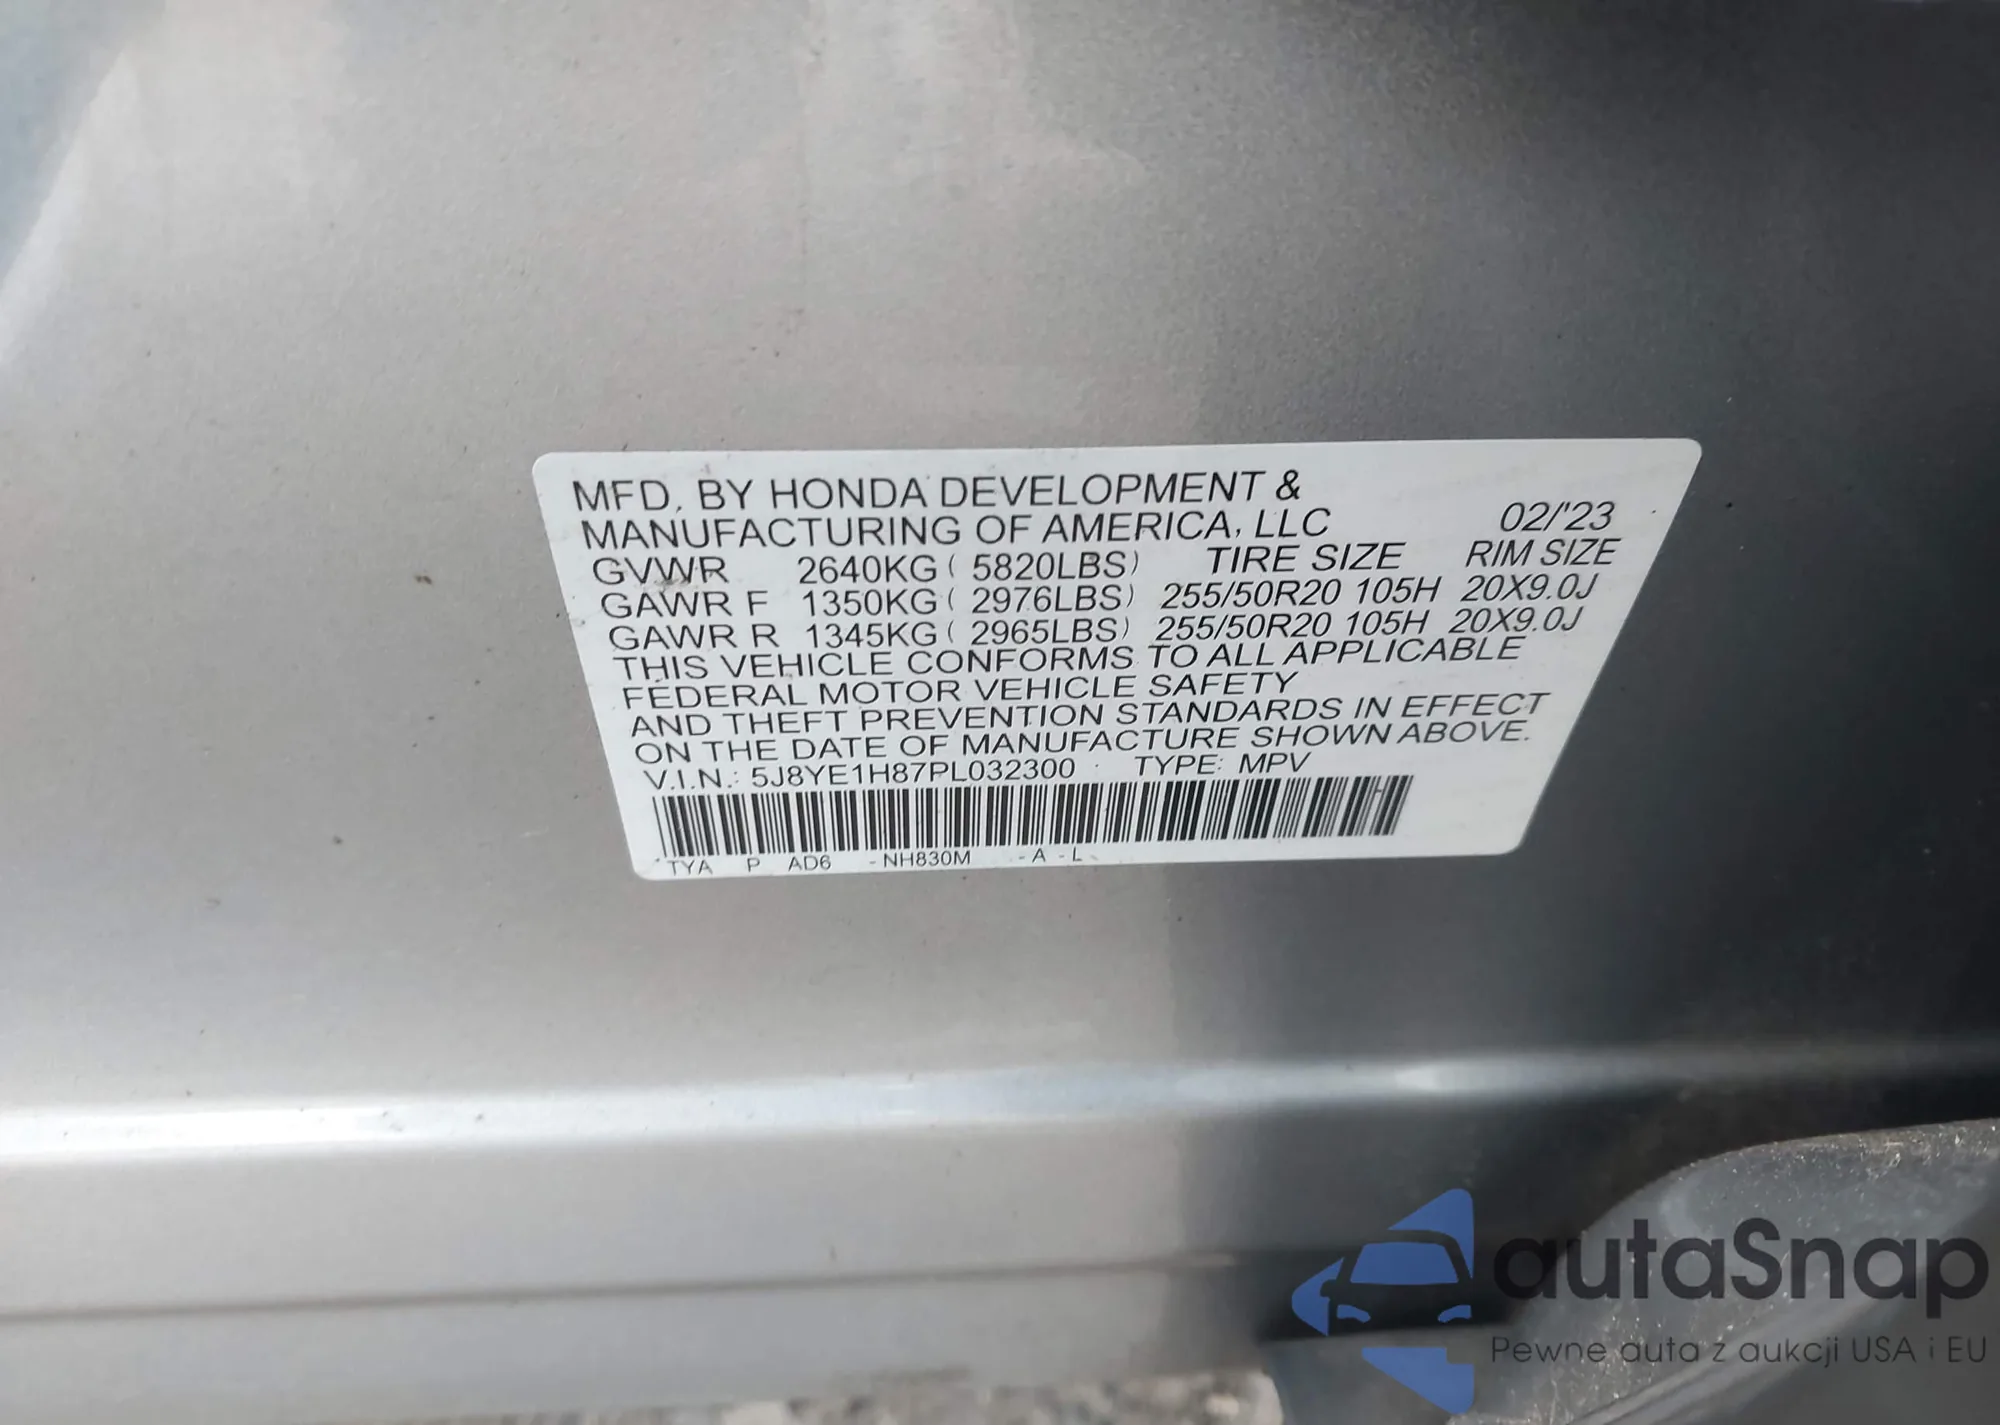 MFD. BY HONDA DEVELOPMENT &
MANUFACTURING OF AMERICA, LLC 02/'23
GVWR 2640KG ( 5820LBS) TIRE SIZE RIM SIZE
GAWR F 1350KG ( 2976LBS) 255/50R20 105H 20X9.0J
GAWR R 1345KG ( 2965LBS) 255/50R20 105H 20X9.0J
THIS VEHICLE CONFORMS TO ALL APPLICABLE
FEDERAL MOTOR VEHICLE SAFETY
AND THEFT PREVENTION STANDARDS IN EFFECT
ON THE DATE OF MANUFACTURE SHOWN ABOVE.
V.I.N.: 5J8YE1H87PL032300 TYPE: MPV
TYA P AD6 -NH830M -A -L
autaSnap
Pewne auta z aukcji USA i EU